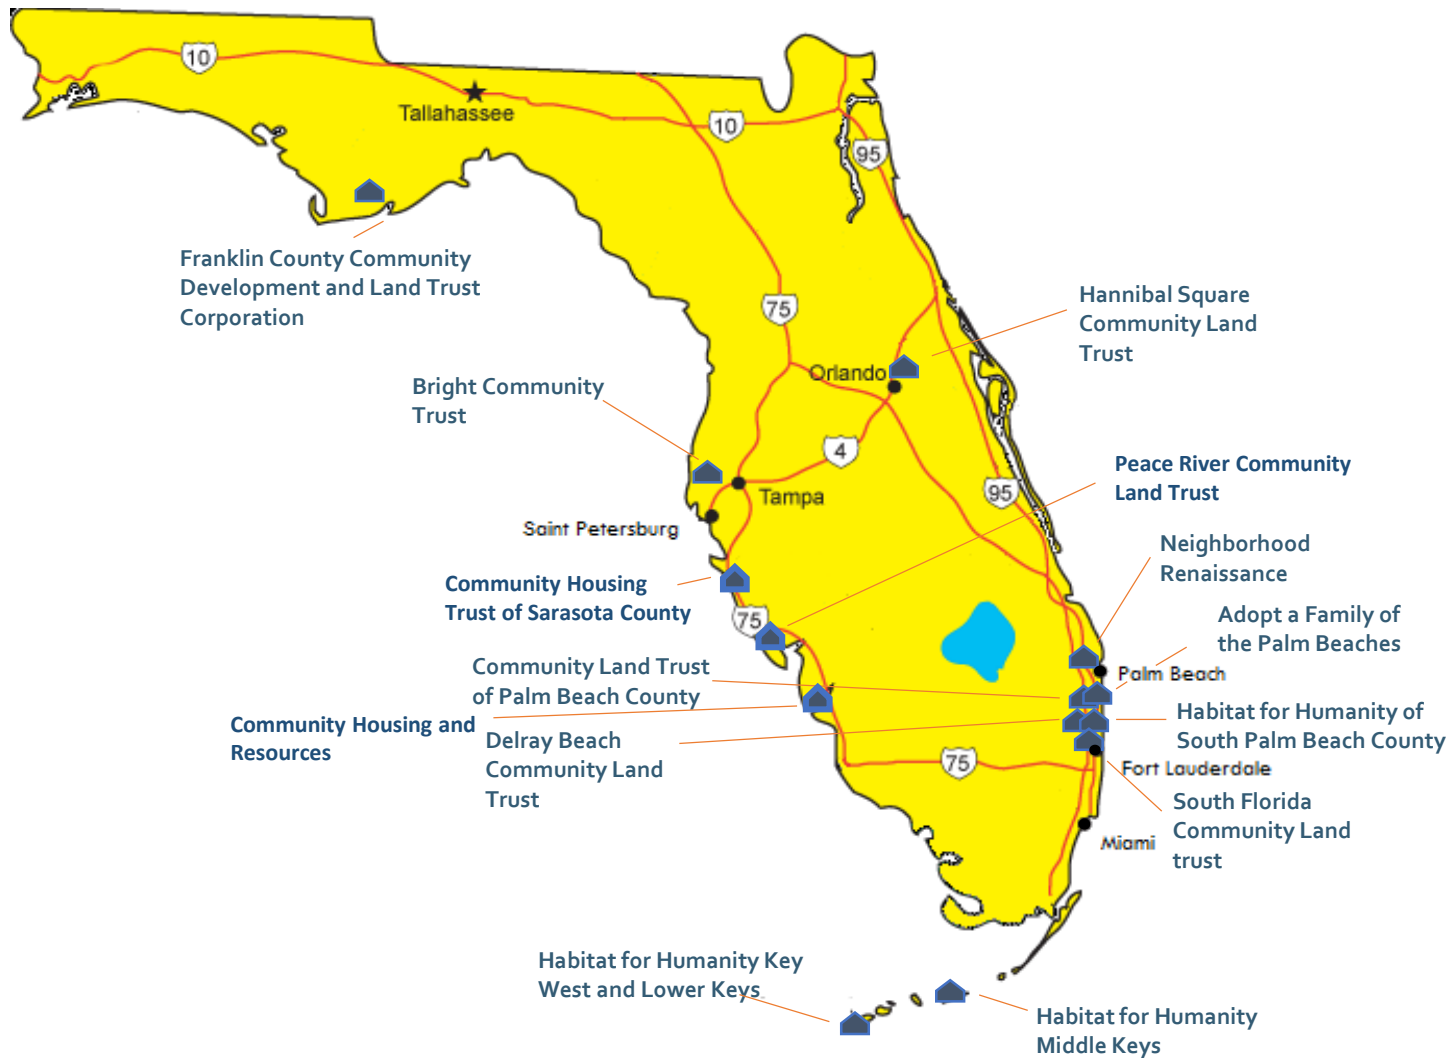 10
Tallahassee
10
95
Franklin County Community
Development and Land Trust
Corporation
75
Hannibal Square
Community Land
Trust
Orlando
Bright Community
Trust
4
Peace River Community
Land Trust
95
Tampa
Saint Petersburg
Neighborhood
Renaissance
Community Housing
Trust of Sarasota County
75
Adopt a Family of
the Palm Beaches
Community Land Trust
of Palm Beach County
Palm Beach
Community Housing and
Resources
Habitat for Humanity of
South Palm Beach County
Delray Beach
Community Land
Trust
75
Fort Lauderdale
South Florida
Community Land
trust
Miami
Habitat for Humanity Key
West and Lower Keys
Habitat for Humanity
Middle Keys